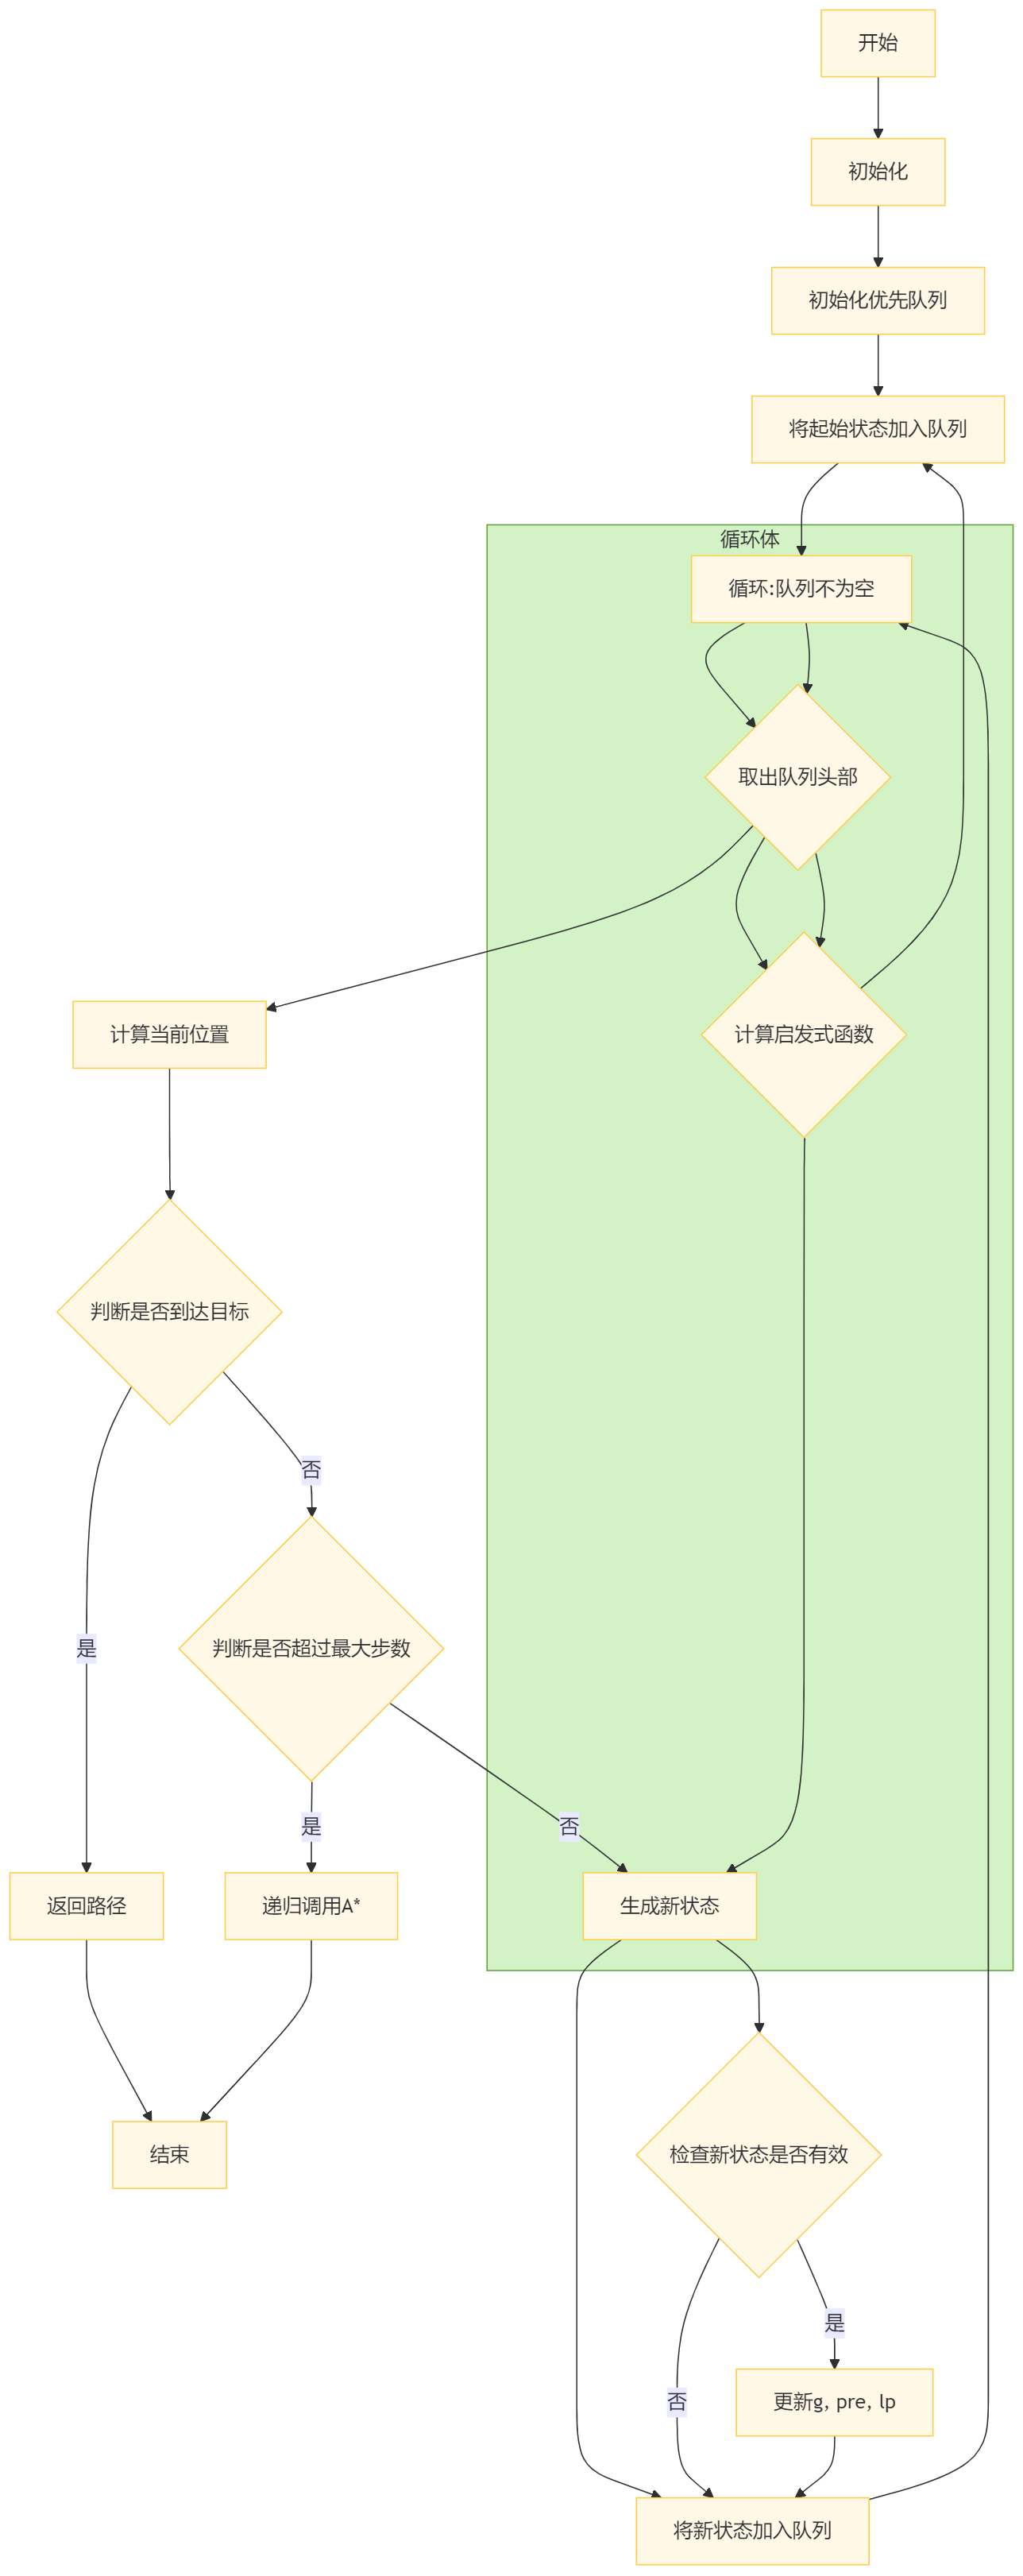 开始
初始化
初始化优先队列
将起始状态加入队列
循环体
循环:队列不为空
取出队列头部
计算当前位置
计算启发式函数
判断是否到达目标
否
是
判断是否超过最大步数
是
否
返回路径
递归调用A*
生成新状态
结束
检查新状态是否有效
是
否
更新g, pre, lp
将新状态加入队列